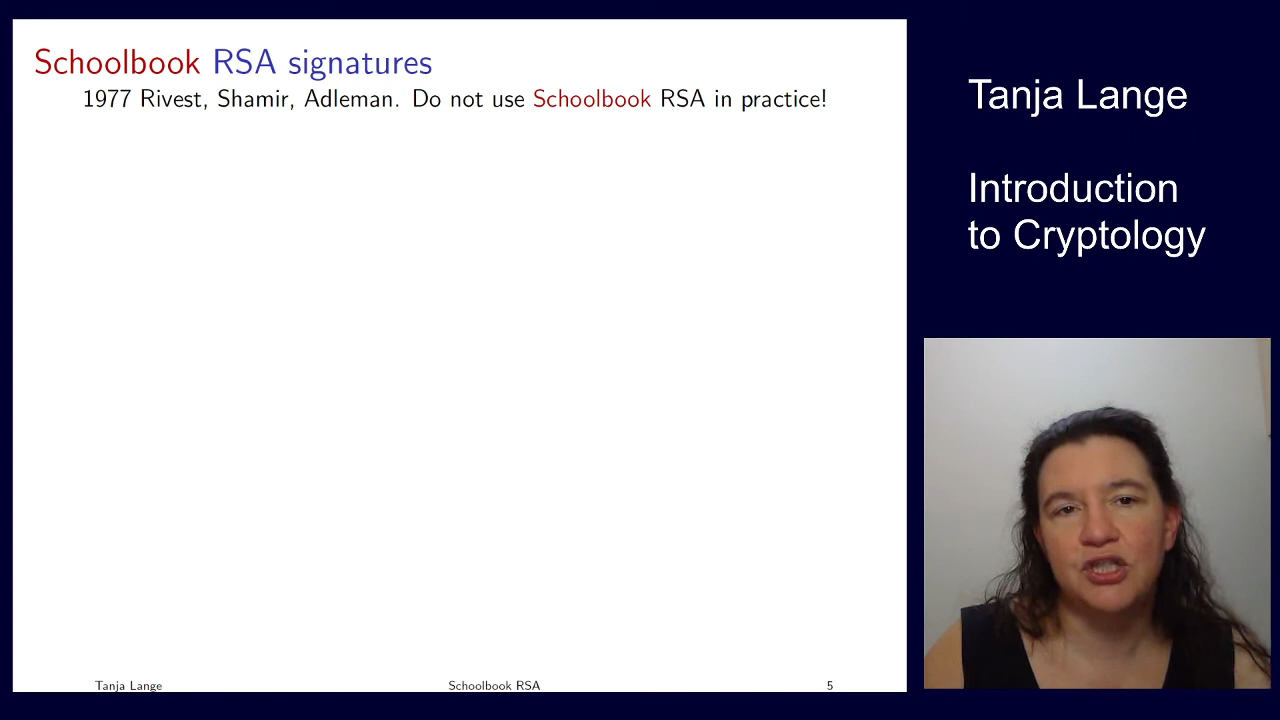 Schoolbook RSA signatures
1977 Rivest, Shamir, Adleman. Do not use Schoolbook RSA in practice!
Tanja Lange
Introduction
to Cryptology
Tanja Lange Schoolbook RSA 5